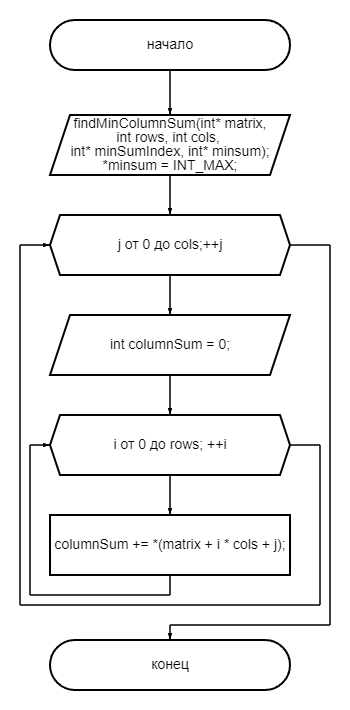 начало
findMinColumnSum(int* matrix,
int rows, int cols,
int* minSumIndex, int* minsum);
*minsum = INT_MAX;
j от 0 до cols;++j
int columnSum = 0;
i от 0 до rows; ++i
columnSum += *(matrix + i * cols + j);
конец